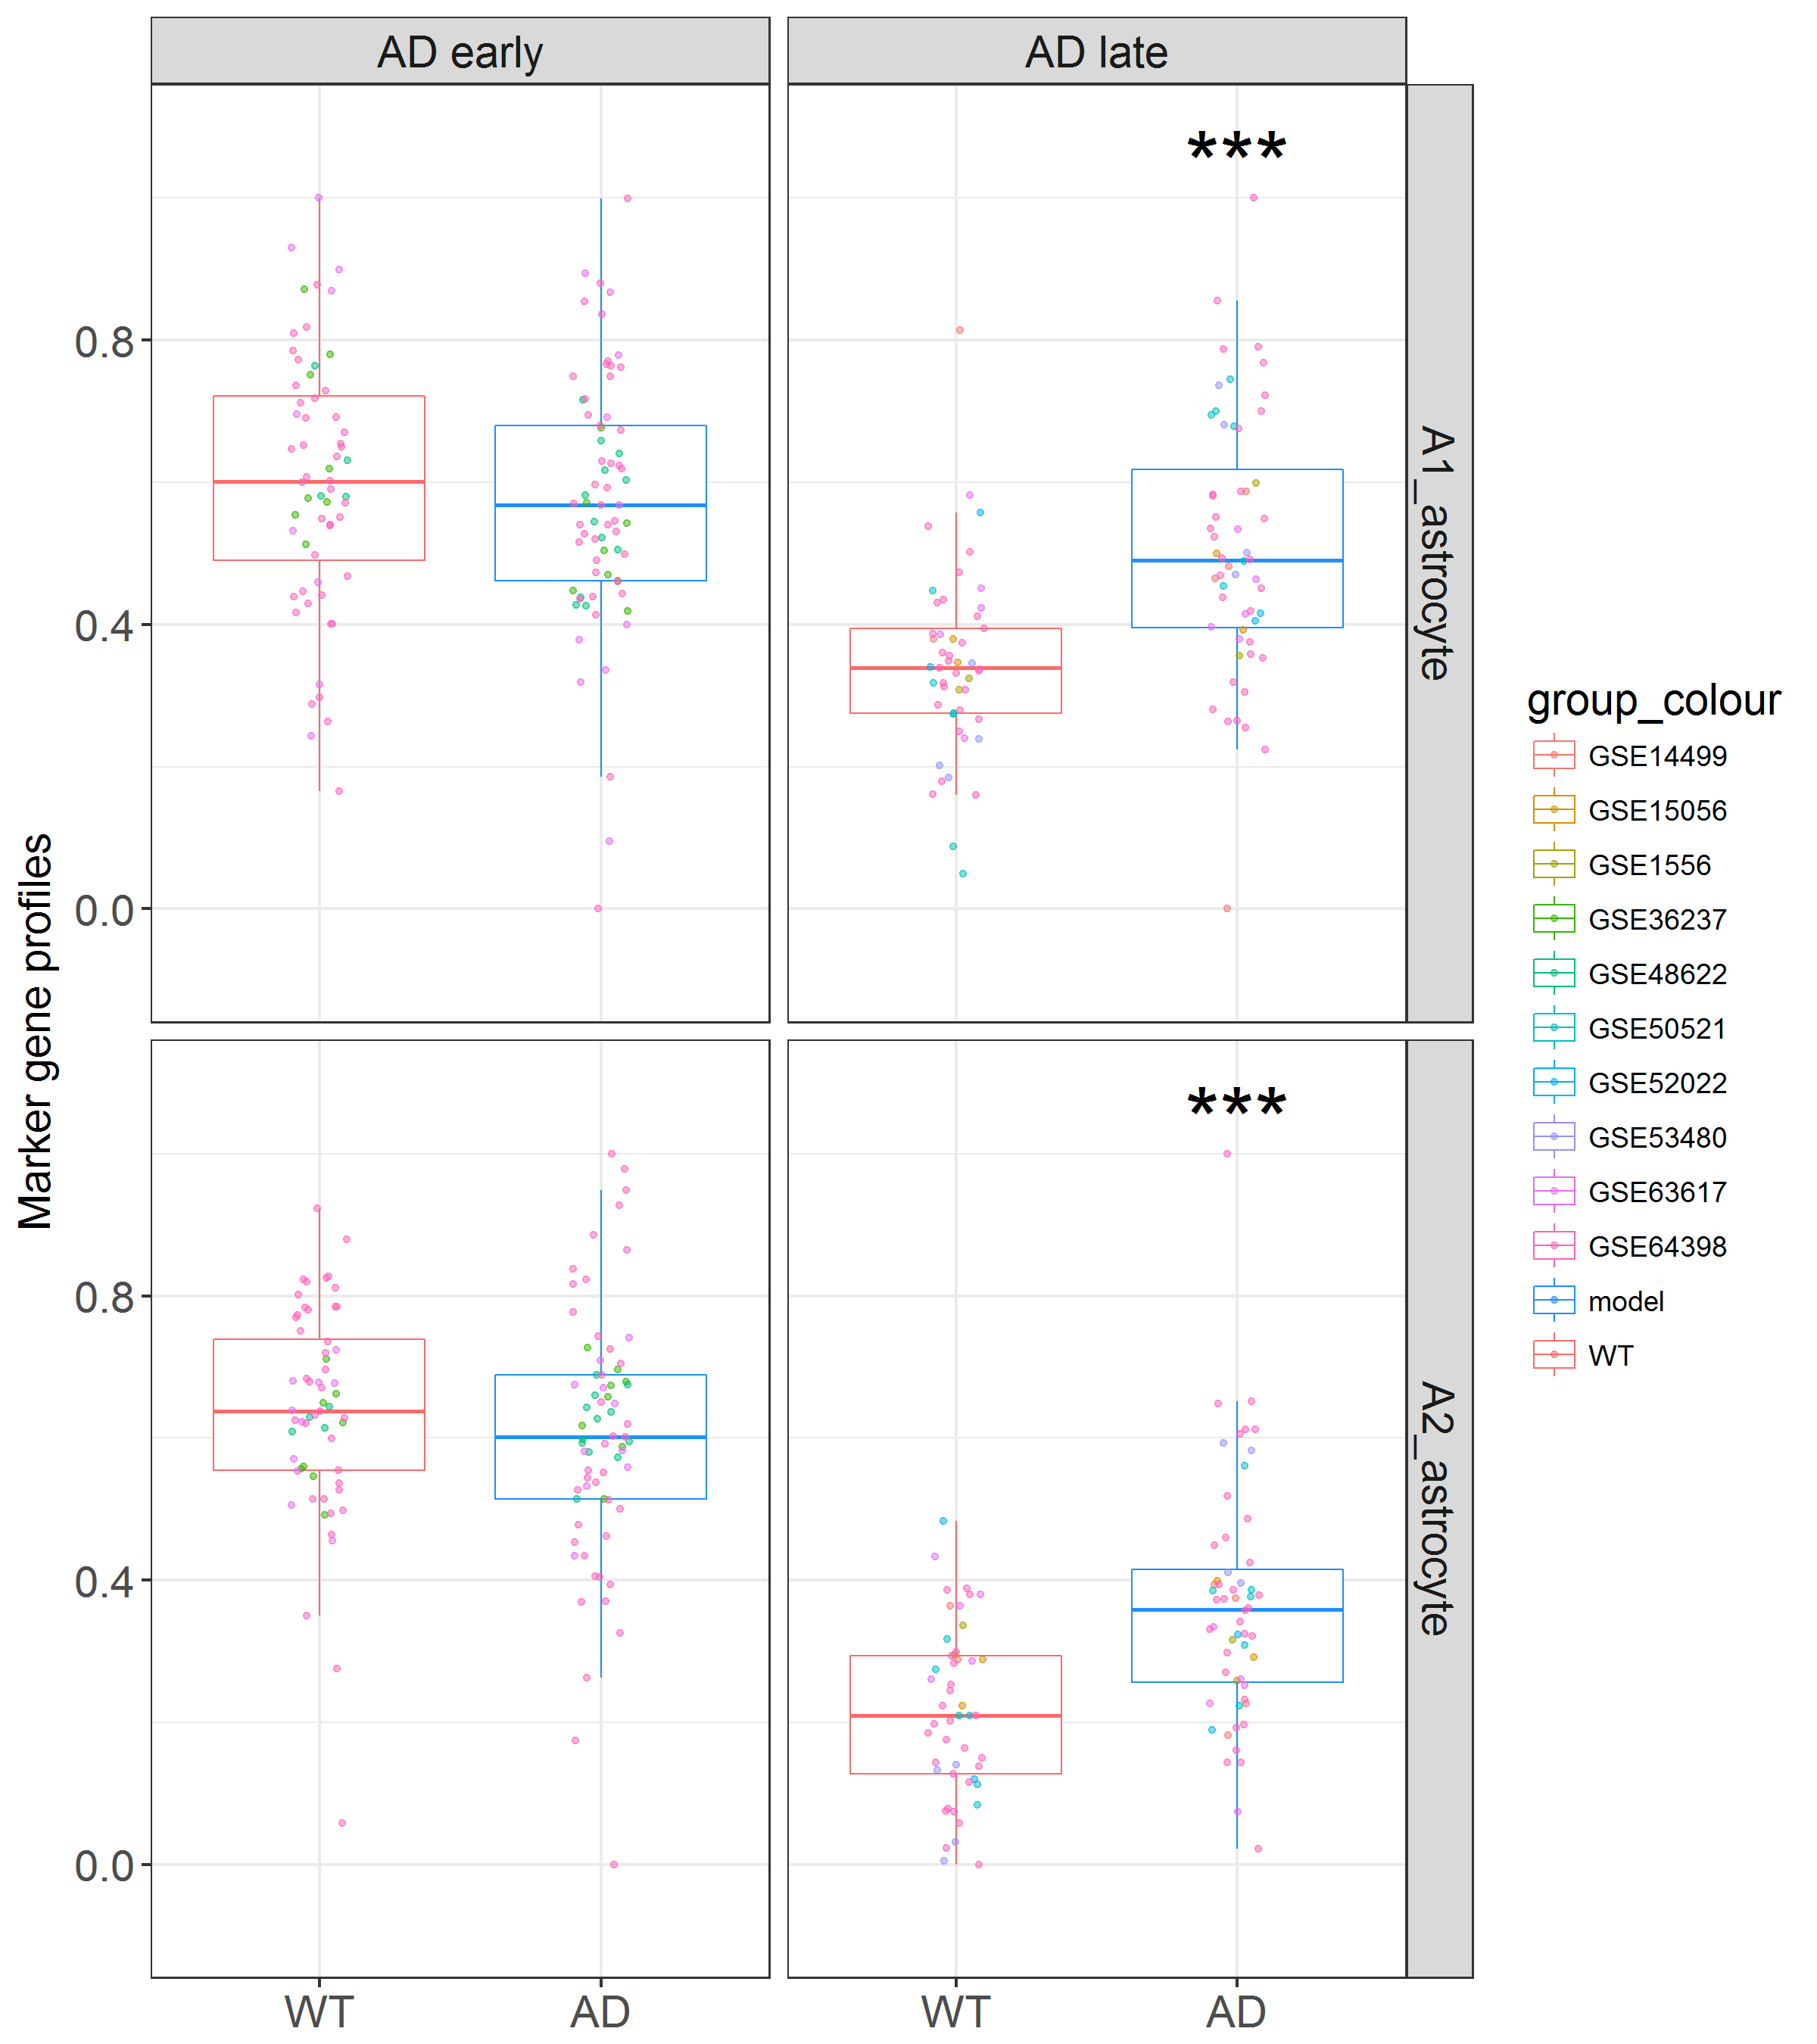 AD early
AD late
***
A1_astrocyte
0.8
0.4
0.0
Marker gene profiles
***
A2_astrocyte
0.8
0.4
0.0
WT
AD
WT
AD
group_colour
GSE14499
GSE15056
GSE1556
GSE36237
GSE48622
GSE50521
GSE52022
GSE53480
GSE63617
GSE64398
model
WT